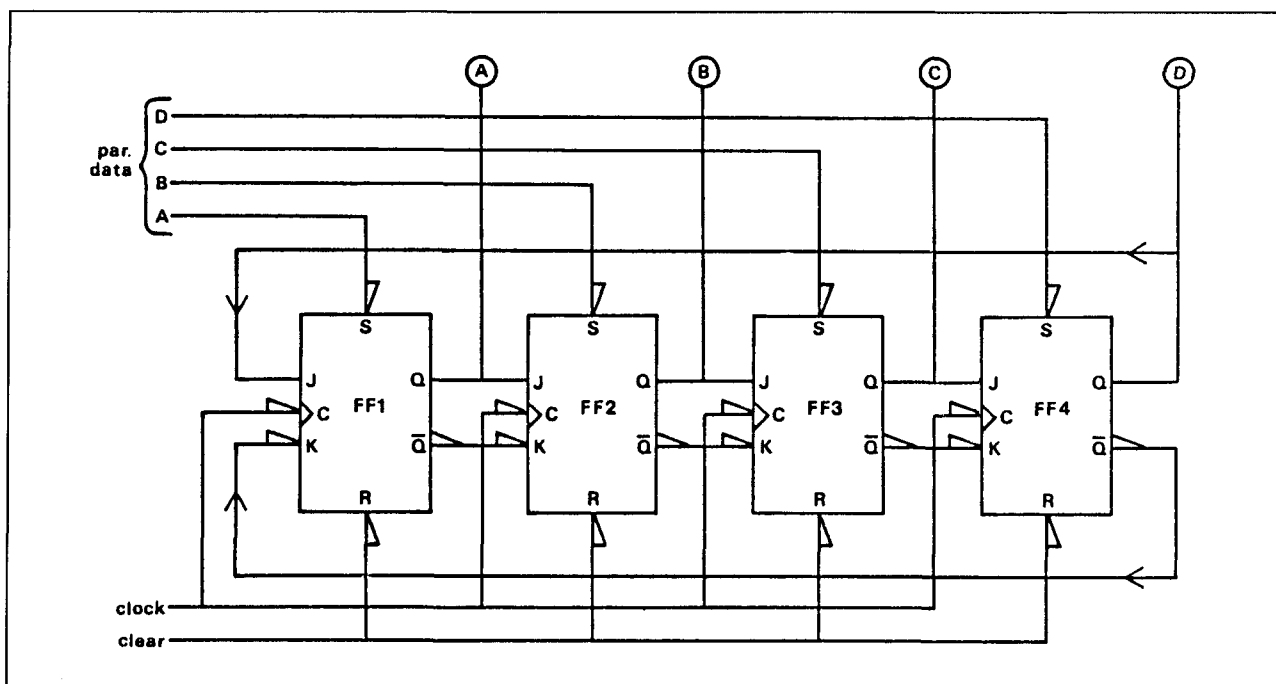 A B C D
D
par. C
data B
A
S S S S
J Q J Q J Q J Q
FF1 FF2 FF3 FF4
C C C C
K Q̅ K Q̅ K Q̅ K Q̅
R R R R
clock
clear